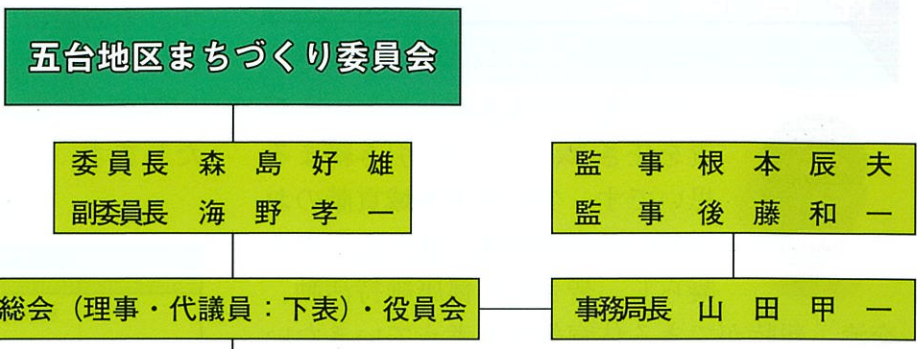 五台地区まちづくり委員会
委員長 森島好雄
副委員長 海野孝一
監事 根本辰夫
監事 後藤和一
総会（理事・代議員：下表）・役員会
事務局長 山田甲一